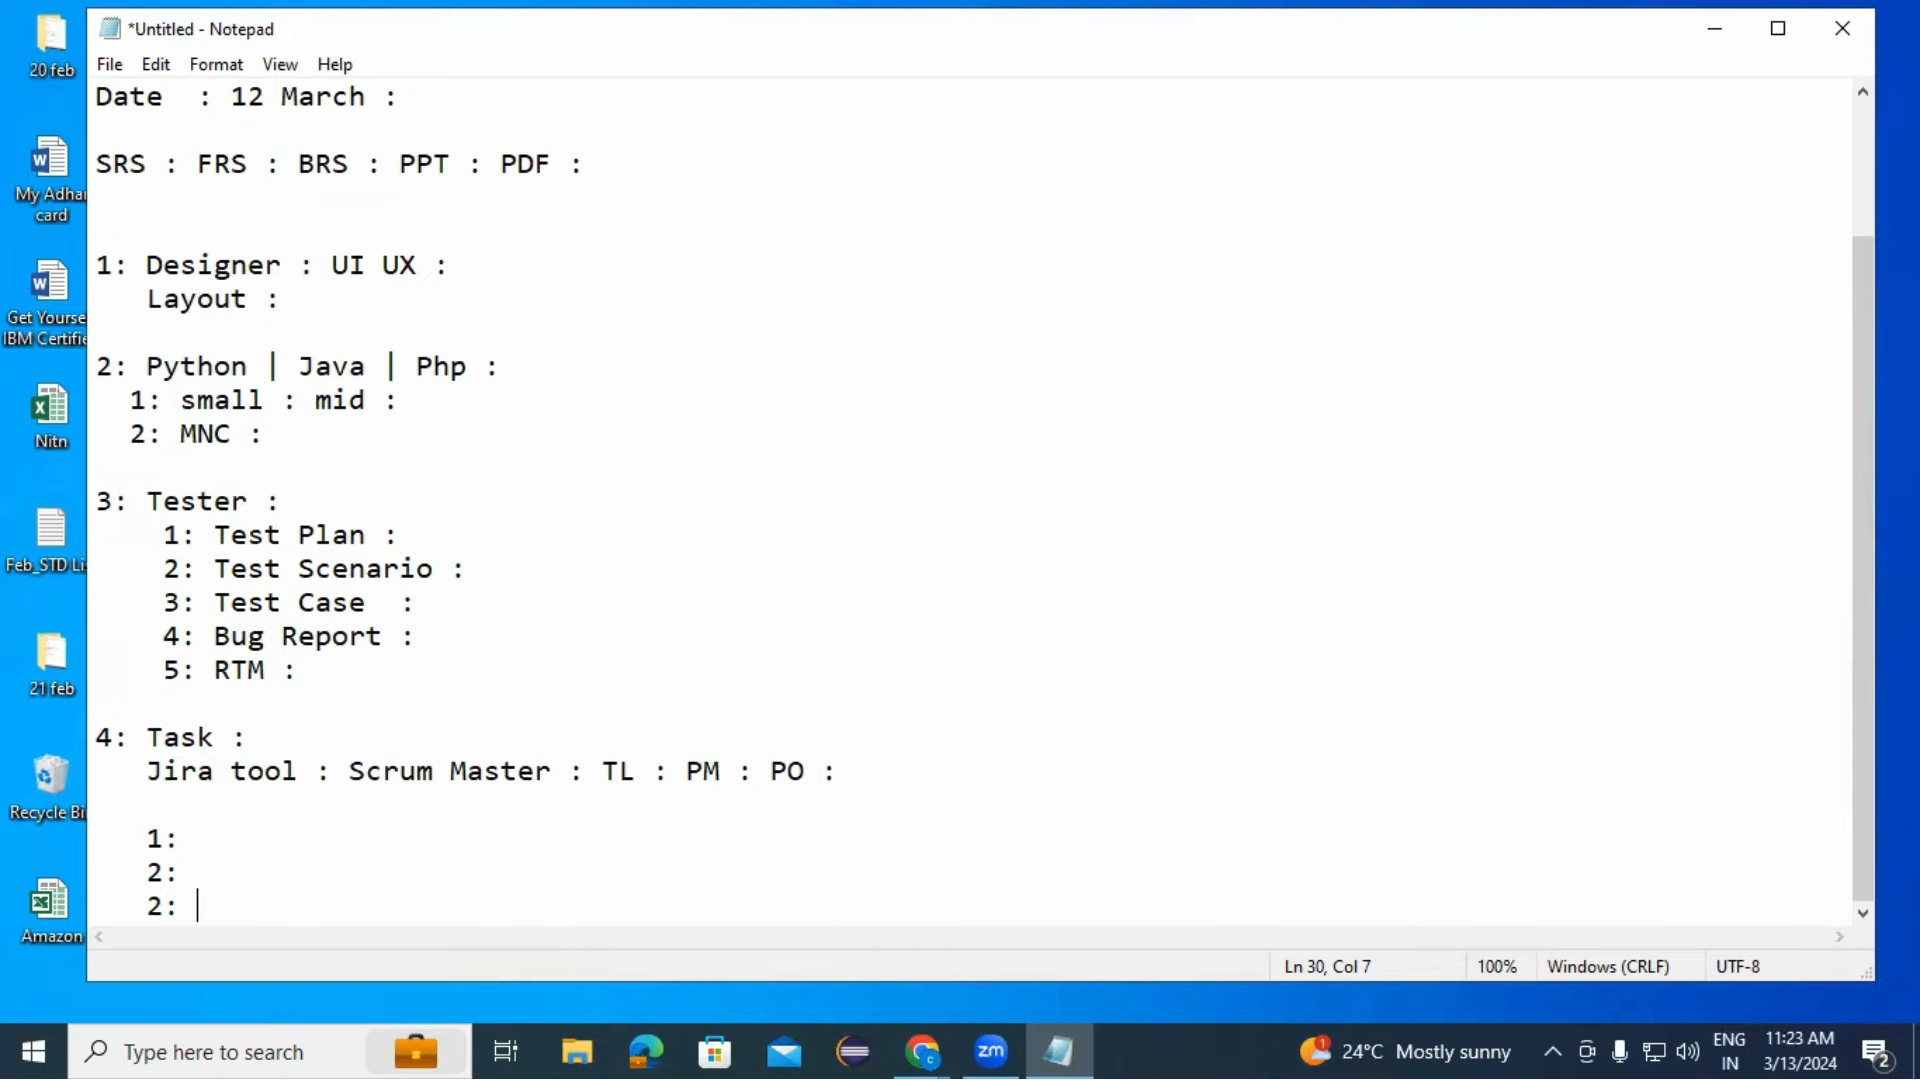 *Untitled - Notepad
File Edit Format View Help
Date : 12 March :
SRS : FRS : BRS : PPT : PDF :
1: Designer : UI UX :
Layout :
2: Python | Java | Php :
1: small : mid :
2: MNC :
3: Tester :
1: Test Plan :
2: Test Scenario :
3: Test Case :
4: Bug Report :
5: RTM :
4: Task :
Jira tool : Scrum Master : TL : PM : PO :
1:
2:
2:
Ln 30, Col 7 100% Windows (CRLF) UTF-8
20 feb
My Adhar
card
Get Yourse
IBM Certifie
Nitn
Feb_STD Li
21 feb
Recycle Bi
Amazon
Type here to search
zm
24°C Mostly sunny
ENG
IN
11:23 AM
3/13/2024
2